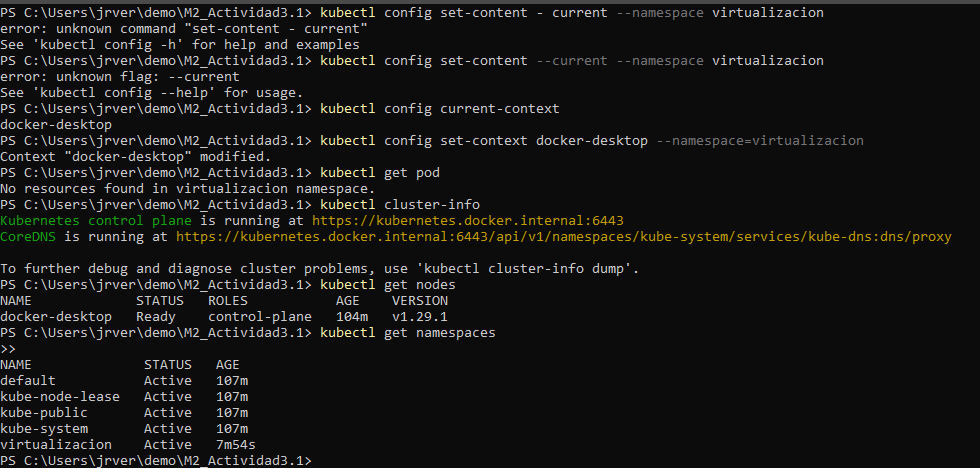 PS C:\Users\jrver\demo\M2_Actividad3.1> kubectl config set-content - current --namespace virtualizacion
error: unknown command "set-content - current"
See 'kubectl config -h' for help and examples
PS C:\Users\jrver\demo\M2_Actividad3.1> kubectl config set-content --current --namespace virtualizacion
error: unknown flag: --current
See 'kubectl config --help' for usage.
PS C:\Users\jrver\demo\M2_Actividad3.1> kubectl config current-context
docker-desktop
PS C:\Users\jrver\demo\M2_Actividad3.1> kubectl config set-context docker-desktop --namespace=virtualizacion
Context "docker-desktop" modified.
PS C:\Users\jrver\demo\M2_Actividad3.1> kubectl get pod
No resources found in virtualizacion namespace.
PS C:\Users\jrver\demo\M2_Actividad3.1> kubectl cluster-info
Kubernetes control plane is running at https://kubernetes.docker.internal:6443
CoreDNS is running at https://kubernetes.docker.internal:6443/api/v1/namespaces/kube-system/services/kube-dns:dns/proxy

To further debug and diagnose cluster problems, use 'kubectl cluster-info dump'.
PS C:\Users\jrver\demo\M2_Actividad3.1> kubectl get nodes
NAME             STATUS   ROLES           AGE    VERSION
docker-desktop   Ready    control-plane   104m   v1.29.1
PS C:\Users\jrver\demo\M2_Actividad3.1> kubectl get namespaces
>>
NAME              STATUS   AGE
default           Active   107m
kube-node-lease   Active   107m
kube-public       Active   107m
kube-system       Active   107m
virtualizacion    Active   7m54s
PS C:\Users\jrver\demo\M2_Actividad3.1>